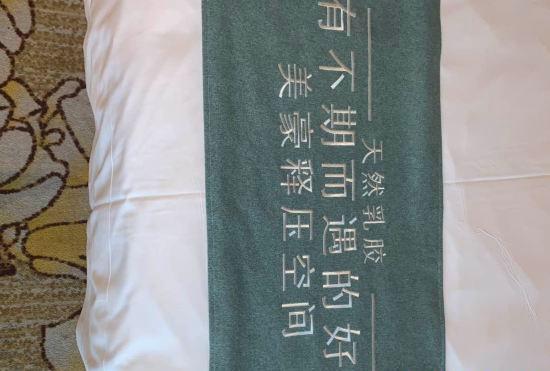 天然乳胶
有不期而遇的好
美豪释压空间